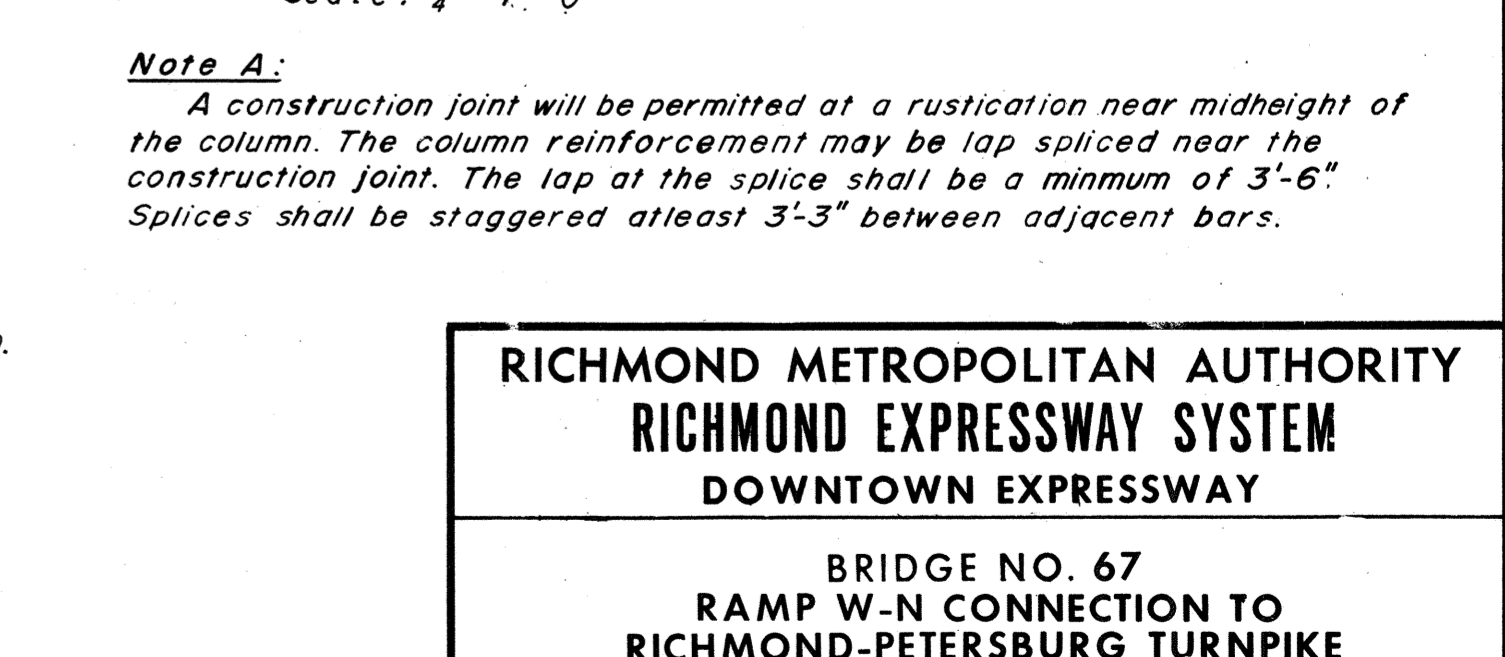 Note A:
A construction joint will be permitted at a rustication near midheight of
the column. The column reinforcement may be lap spliced near the
construction joint. The lap at the splice shall be a minmum of 3'-6".
Splices shall be staggered atleast 3'-3" between adjacent bars.
RICHMOND METROPOLITAN AUTHORITY
RICHMOND EXPRESSWAY SYSTEM
DOWNTOWN EXPRESSWAY
BRIDGE NO. 67
RAMP W-N CONNECTION TO
RICHMOND-PETERSBURG TURNPIKE